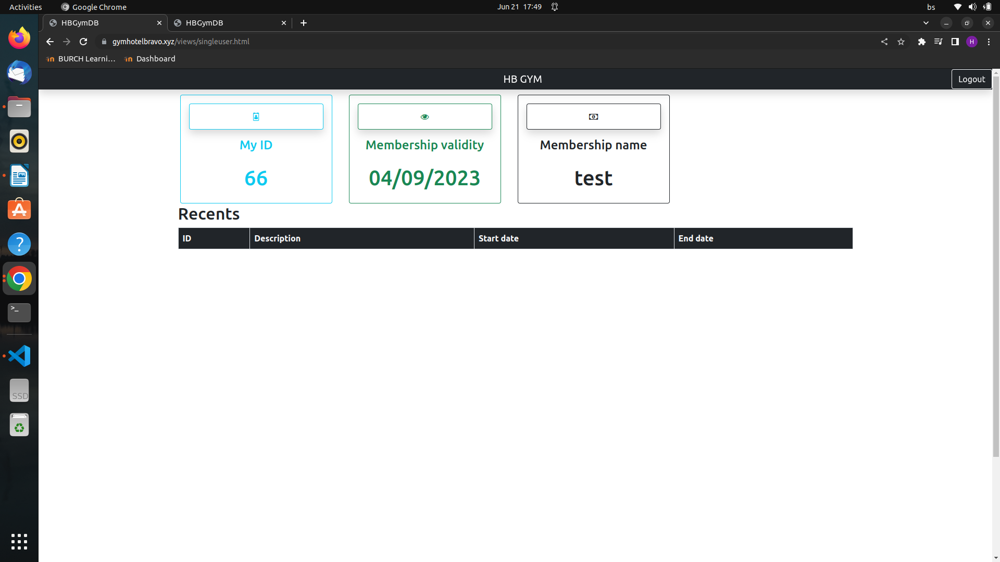 Activities
Google Chrome
Jun 21 17:49
bs
HBGymDB
HBGymDB
gymhotelbravo.xyz/views/singleuser.html
H
BURCH Learni...
Dashboard
HB GYM
Logout
My ID
Membership validity
Membership name
66
04/09/2023
test
Recents
ID
Description
Start date
End date
SSD